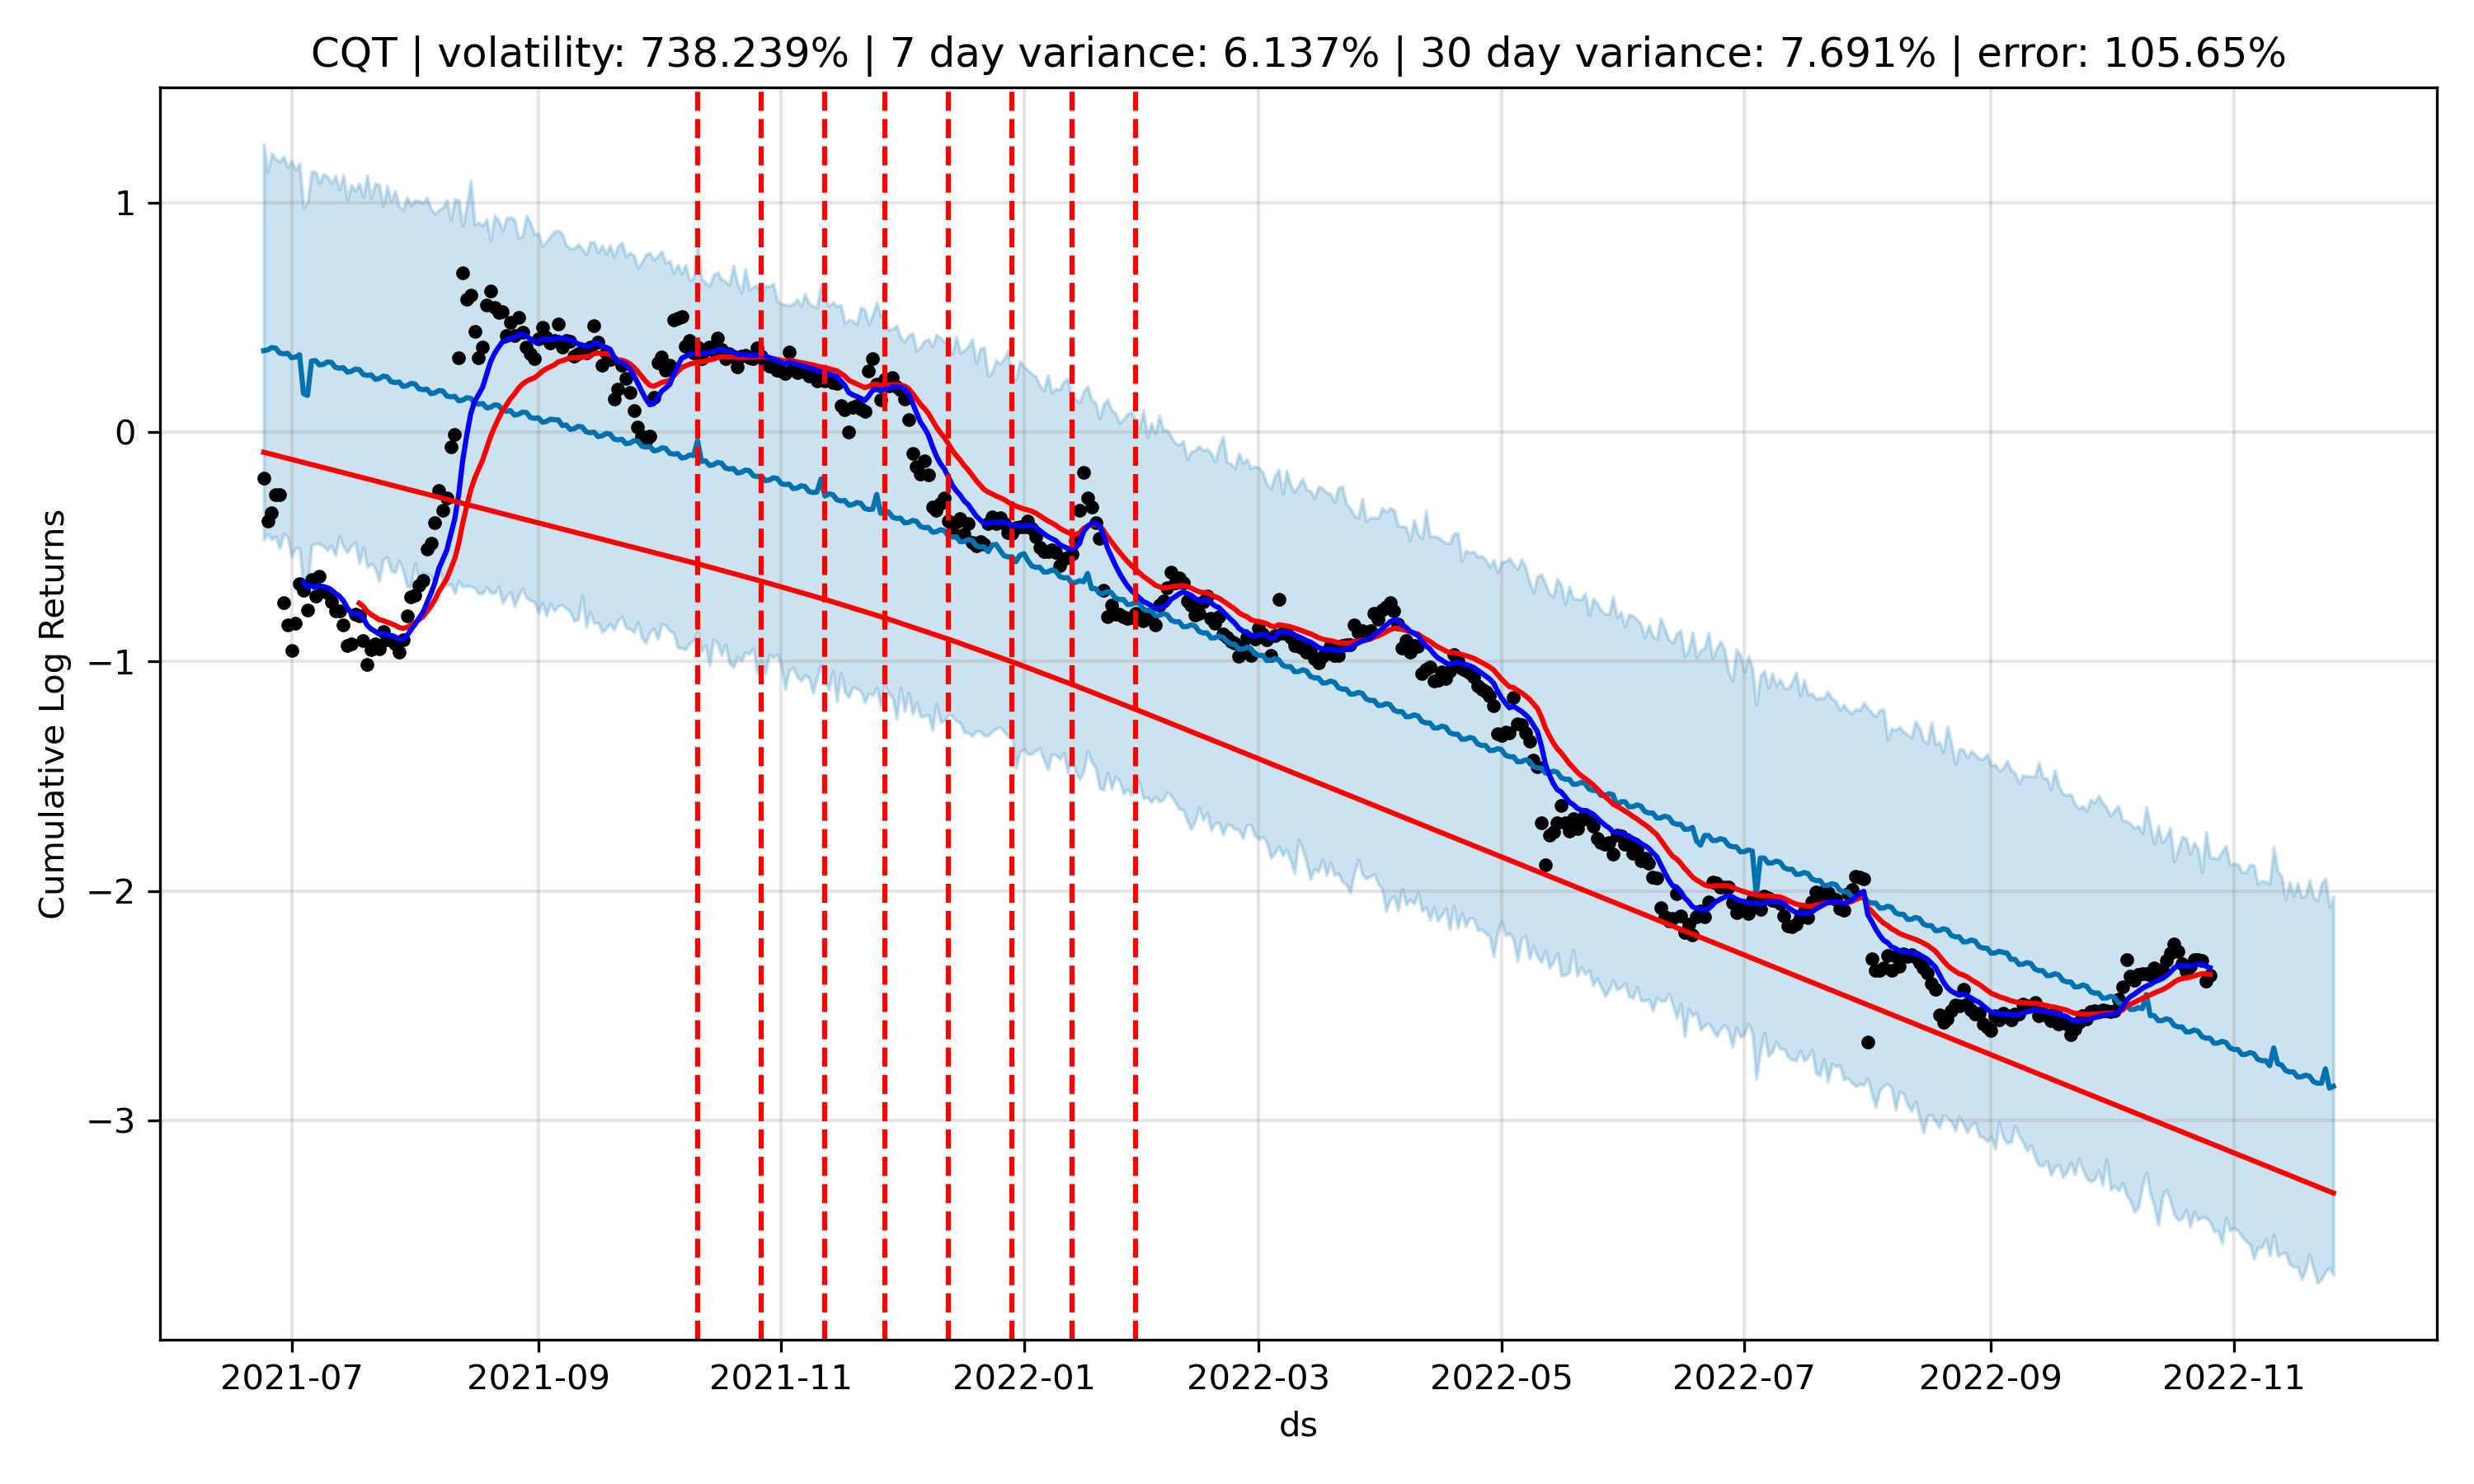 CQT | volatility: 738.239% | 7 day variance: 6.137% | 30 day variance: 7.691% | error: 105.65%
Cumulative Log Returns
1
0
−1
−2
−3
2021-07 2021-09 2021-11 2022-01 2022-03 2022-05 2022-07 2022-09 2022-11
ds